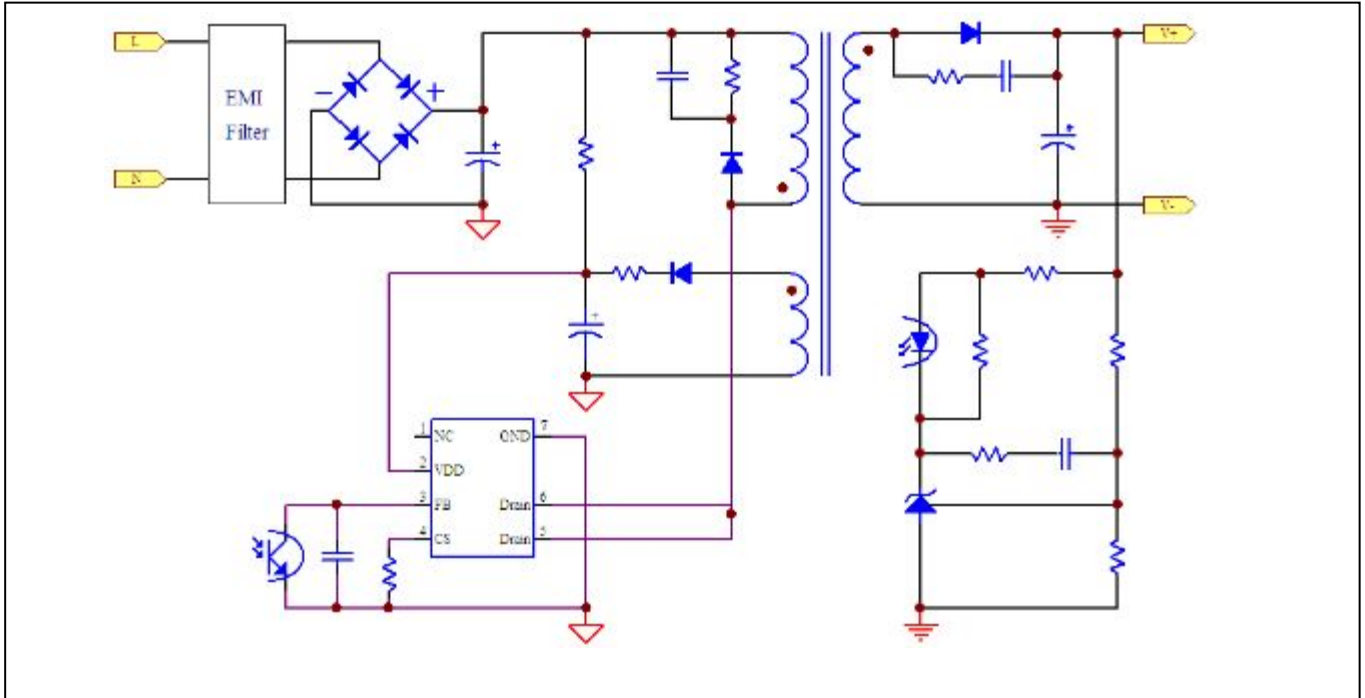 L
N
EMI
Filter
−
+
+
+
+
V+
V-
1 NC
GND 7
2 VDD
3 FB
Drain 6
4 CS
Drain 5